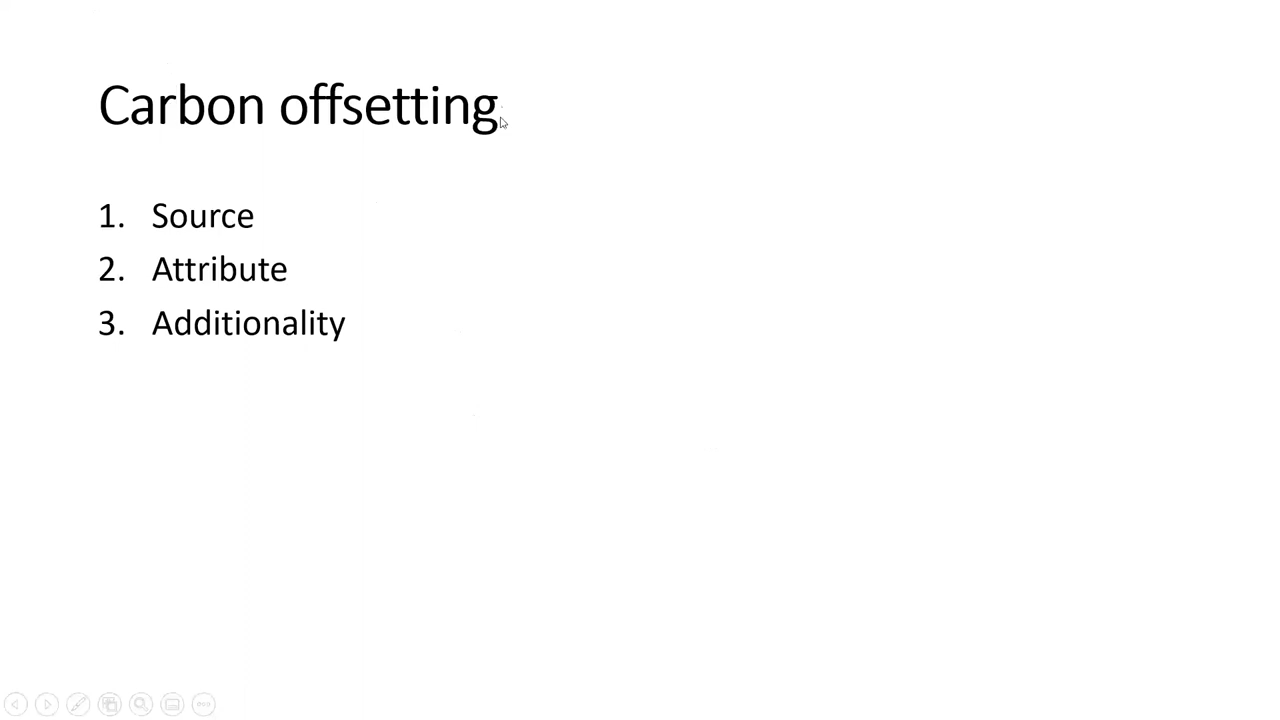 Carbon offsetting
1. Source
2. Attribute
3. Additionality